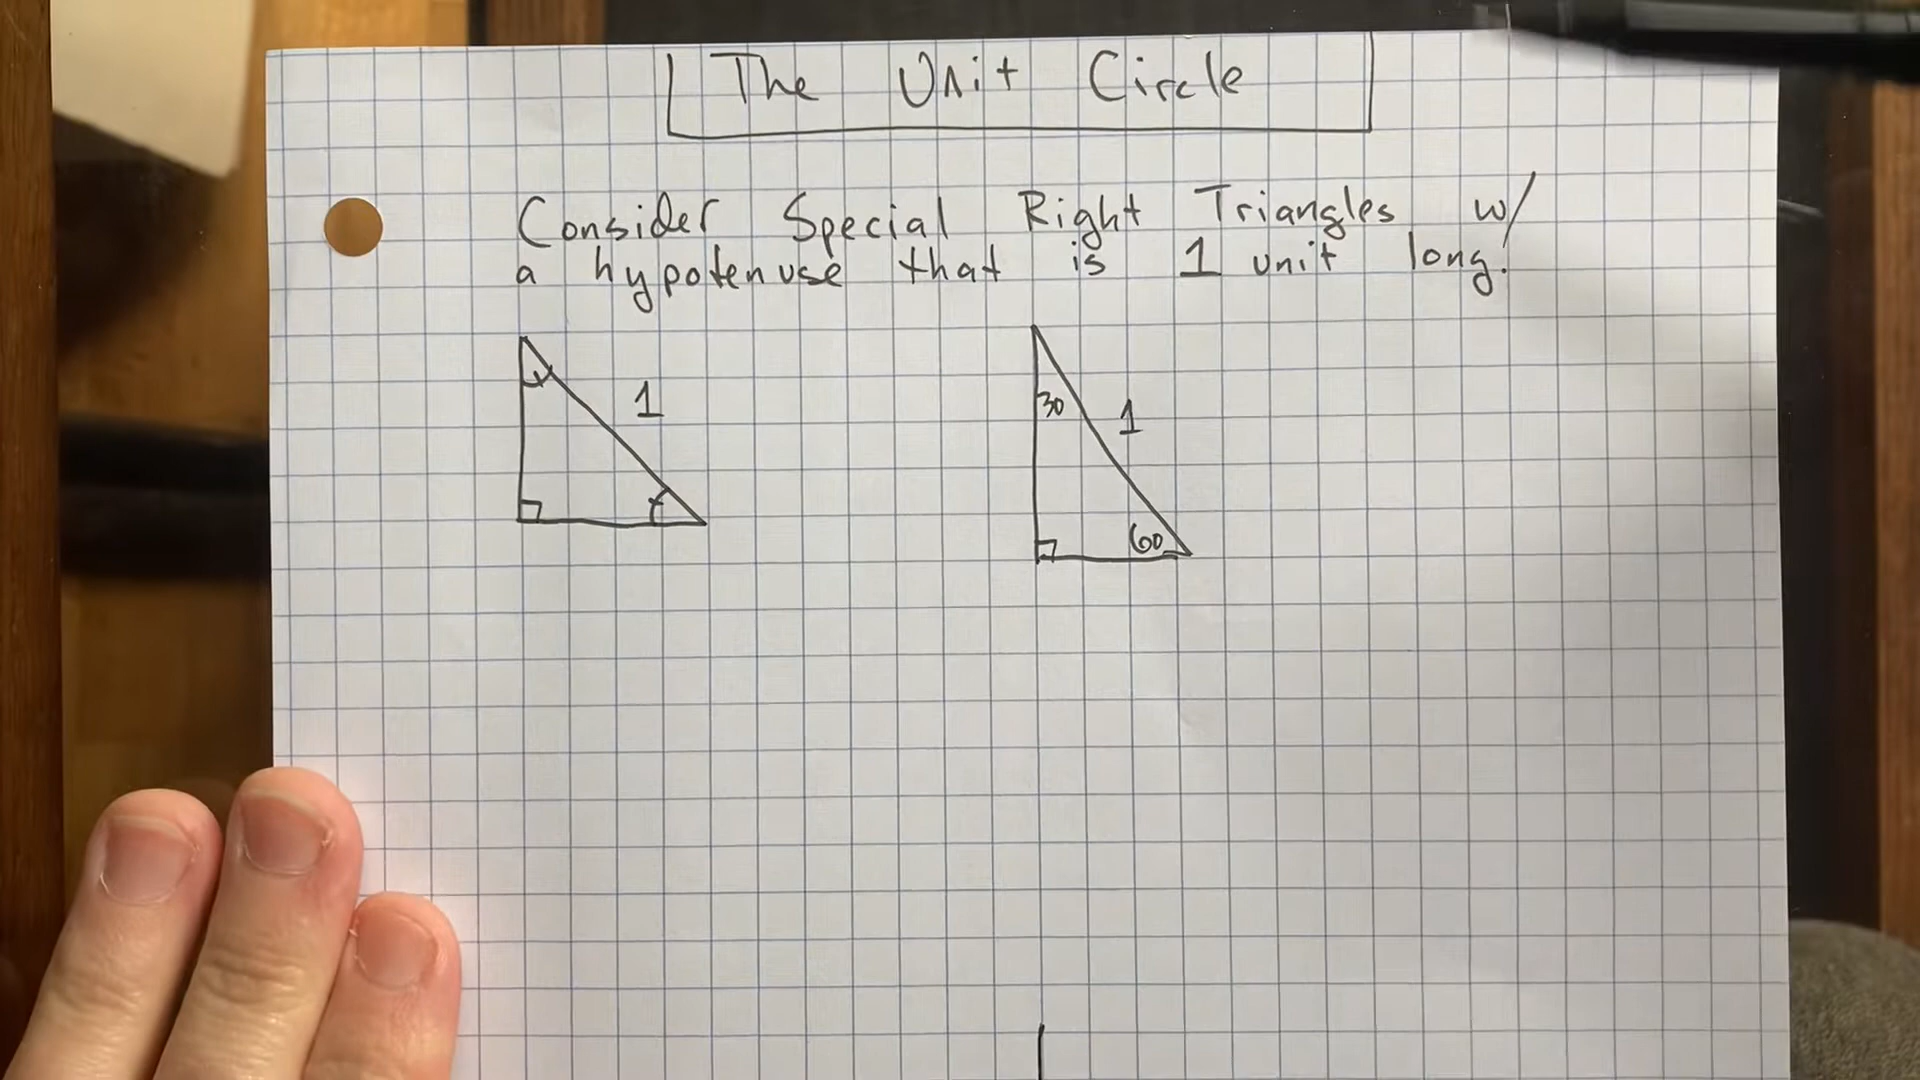 The Unit Circle
Consider Special Right Triangles w/
a hypotenuse that is 1 unit long.
1
30
1
60